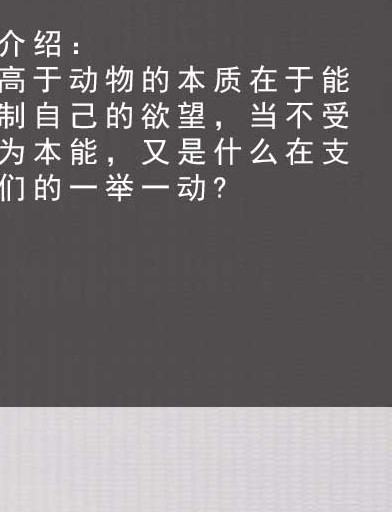 介绍：
高于动物的本质在于能
制自己的欲望，当不受
为本能，又是什么在支
们的一举一动？